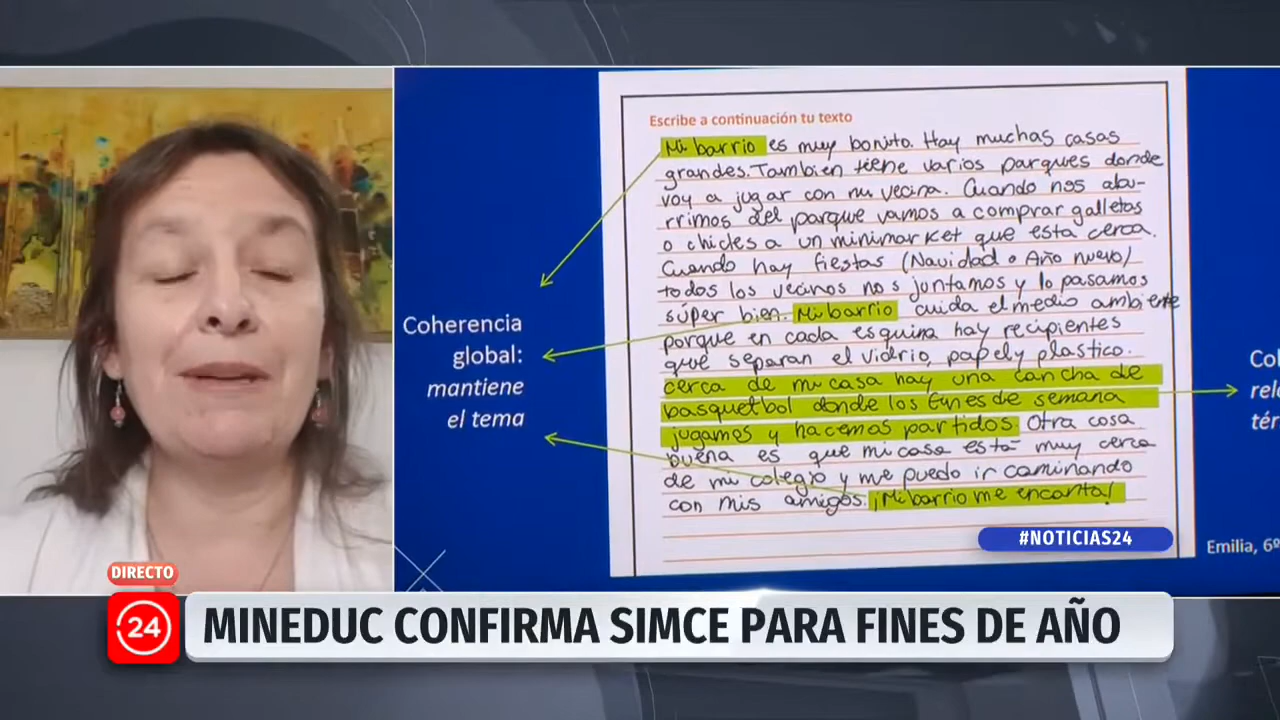 Escribe a continuación tu texto
Mi barrio es muy bonito. Hay muchas casas
grandes. Tambien tiene varios parques donde
voy a jugar con mi vecina. Cuando nos abu-
rrimos del parque vamos a comprar galletas
o chicles a un minimarket que esta cerca.
Cuando hay fiestas (Navidad o Año nuevo)
todos los vecinos nos juntamos y lo pasamos
súper bien. Mi barrio cuida el medio ambiente
porque en cada esquina hay recipientes
que separan el vidrio, papel y plastico.
cerca de mi casa hay una cancha de
basquetbol donde los fines de semana
jugamos y hacemos partidos. Otra cosa
buena es que mi casa está muy cerca
de mi colegio y me puedo ir caminando
con mis amigos. ¡Mi barrio me encanta!
Coherencia
global:
mantiene
el tema
#NOTICIAS24
Emilia, 6º
DIRECTO
24
MINEDUC CONFIRMA SIMCE PARA FINES DE AÑO